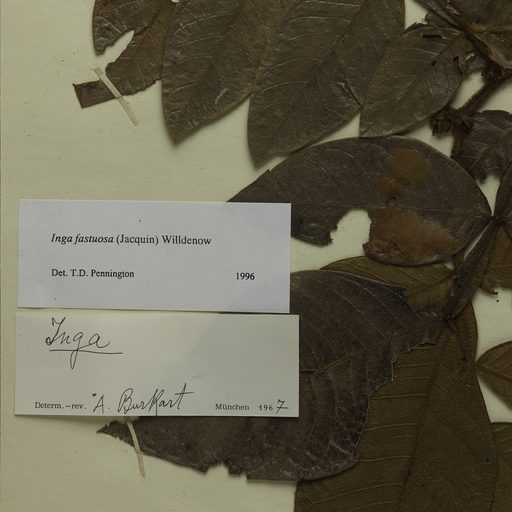 Inga fastuosa (Jacquin) Willdenow
Det. T.D. Pennington 1996
Inga
Determ.—rev. A. Burkart München 1967